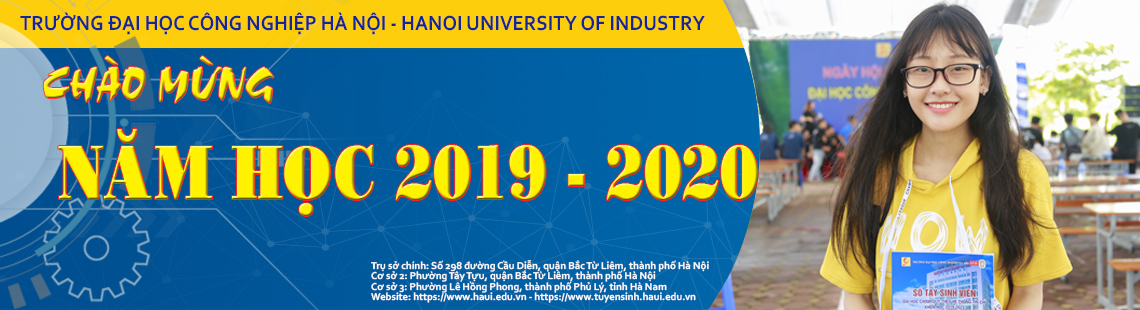 TRƯỜNG ĐẠI HỌC CÔNG NGHIỆP HÀ NỘI - HANOI UNIVERSITY OF INDUSTRY
CHÀO MỪNG
NĂM HỌC 2019 - 2020
Trụ sở chính: Số 298 đường Cầu Diễn, quận Bắc Từ Liêm, thành phố Hà Nội
Cơ sở 2: Phường Tây Tựu, quận Bắc Từ Liêm, thành phố Hà Nội
Cơ sở 3: Phường Lê Hồng Phong, thành phố Phủ Lý, tỉnh Hà Nam
Website: https://www.haui.edu.vn - https://www.tuyensinh.haui.edu.vn
NGÀY HỘI
ĐẠI HỌC CÔN
SỔ TAY SINH VIÊN